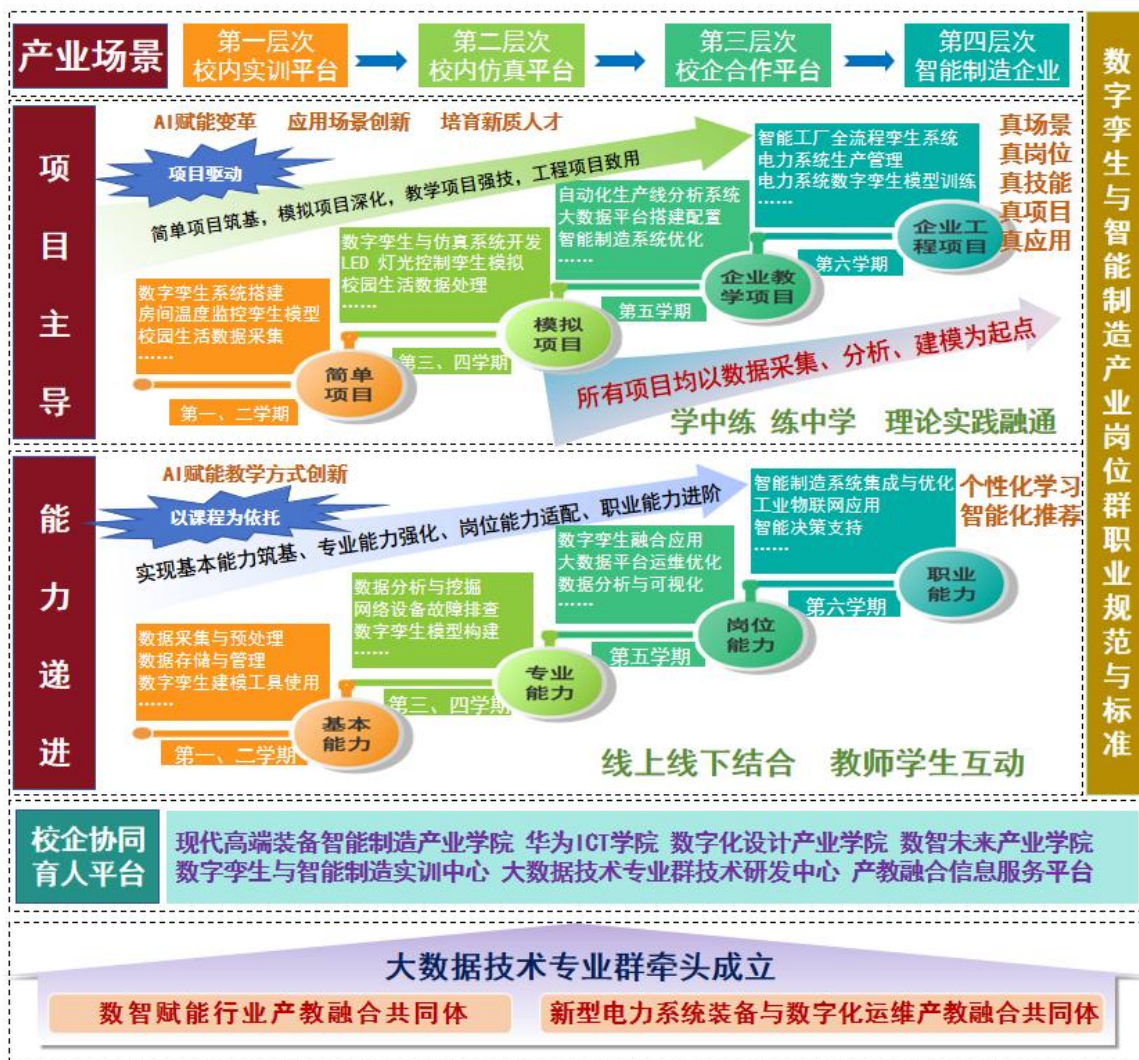 产业场景
第一层次
校内实训平台
第二层次
校内仿真平台
第三层次
校企合作平台
第四层次
智能制造企业
数字孪生与智能制造产业岗位群职业规范与标准
项目主导
AI赋能变革 应用场景创新 培育新质人才
项目驱动
简单项目筑基，模拟项目深化，教学项目强技，工程项目致用
数字孪生系统搭建
房间温度监控孪生模型
校园生活数据采集
……
第一、二学期
简单
项目
数字孪生与仿真系统开发
LED 灯光控制孪生模拟
校园生活数据处理
……
第三、四学期
模拟
项目
自动化生产线分析系统
大数据平台搭建配置
智能制造系统优化
……
第五学期
企业教
学项目
智能工厂全流程孪生系统
电力系统生产管理
电力系统数字孪生模型训练
……
第六学期
企业工
程项目
真场景
真岗位
真技能
真项目
真应用
所有项目均以数据采集、分析、建模为起点
学中练 练中学 理论实践融通
能力递进
AI赋能教学方式创新
以课程为依托
实现基本能力筑基、专业能力强化、岗位能力适配、职业能力进阶
数据采集与预处理
数据存储与管理
数字孪生建模工具使用
……
第一、二学期
基本
能力
数据分析与挖掘
网络设备故障排查
数字孪生模型构建
……
第三、四学期
专业
能力
数字孪生融合应用
大数据平台运维优化
数据分析与可视化
……
第五学期
岗位
能力
智能制造系统集成与优化
工业物联网应用
智能决策支持
……
第六学期
职业
能力
个性化学习
智能化推荐
线上线下结合 教师学生互动
校企协同
育人平台
现代高端装备智能制造产业学院 华为ICT学院 数字化设计产业学院 数智未来产业学院
数字孪生与智能制造实训中心 大数据技术专业群技术研发中心 产教融合信息服务平台
大数据技术专业群牵头成立
数智赋能行业产教融合共同体
新型电力系统装备与数字化运维产教融合共同体